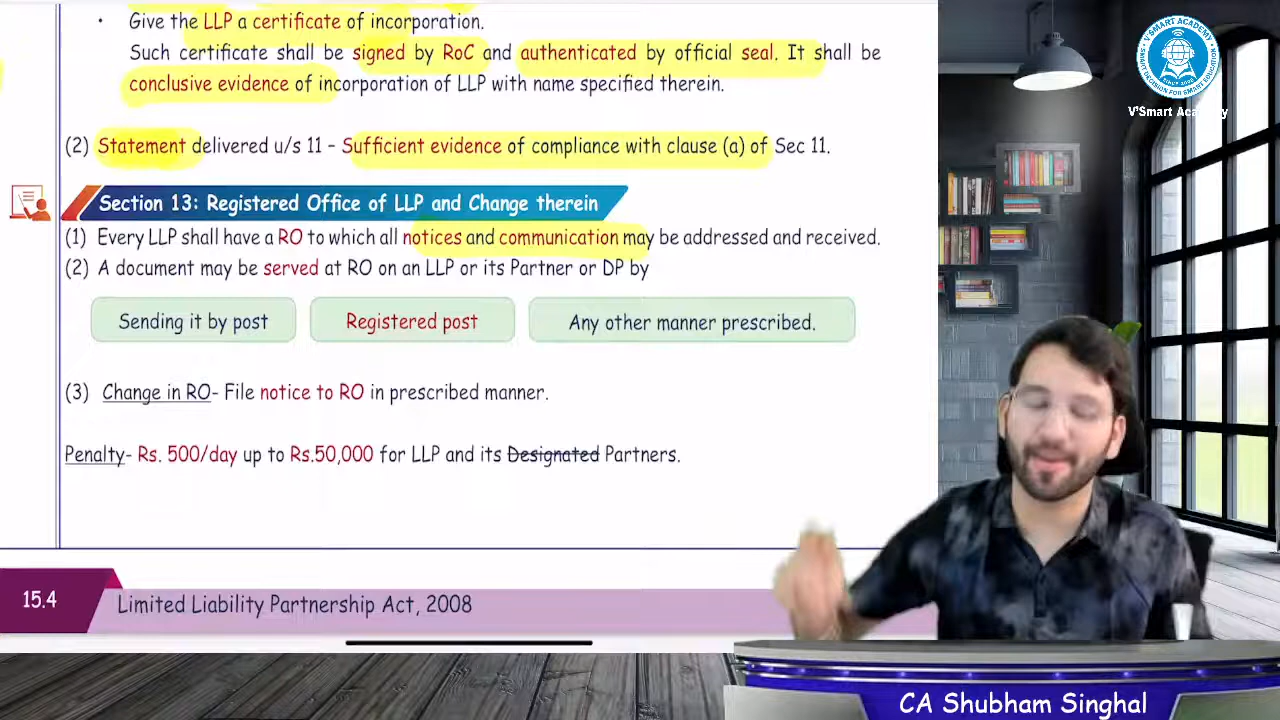 • Give the LLP a certificate of incorporation.
Such certificate shall be signed by RoC and authenticated by official seal. It shall be
conclusive evidence of incorporation of LLP with name specified therein.
(2) Statement delivered u/s 11 – Sufficient evidence of compliance with clause (a) of Sec 11.
Section 13: Registered Office of LLP and Change therein
(1) Every LLP shall have a RO to which all notices and communication may be addressed and received.
(2) A document may be served at RO on an LLP or its Partner or DP by
Sending it by post
Registered post
Any other manner prescribed.
(3) Change in RO- File notice to RO in prescribed manner.
Penalty- Rs. 500/day up to Rs.50,000 for LLP and its Designated Partners.
15.4
Limited Liability Partnership Act, 2008
V'SMART ACADEMY
SMART DECISION FOR SMART EDUCATION
V'Smart Academy
CA Shubham Singhal